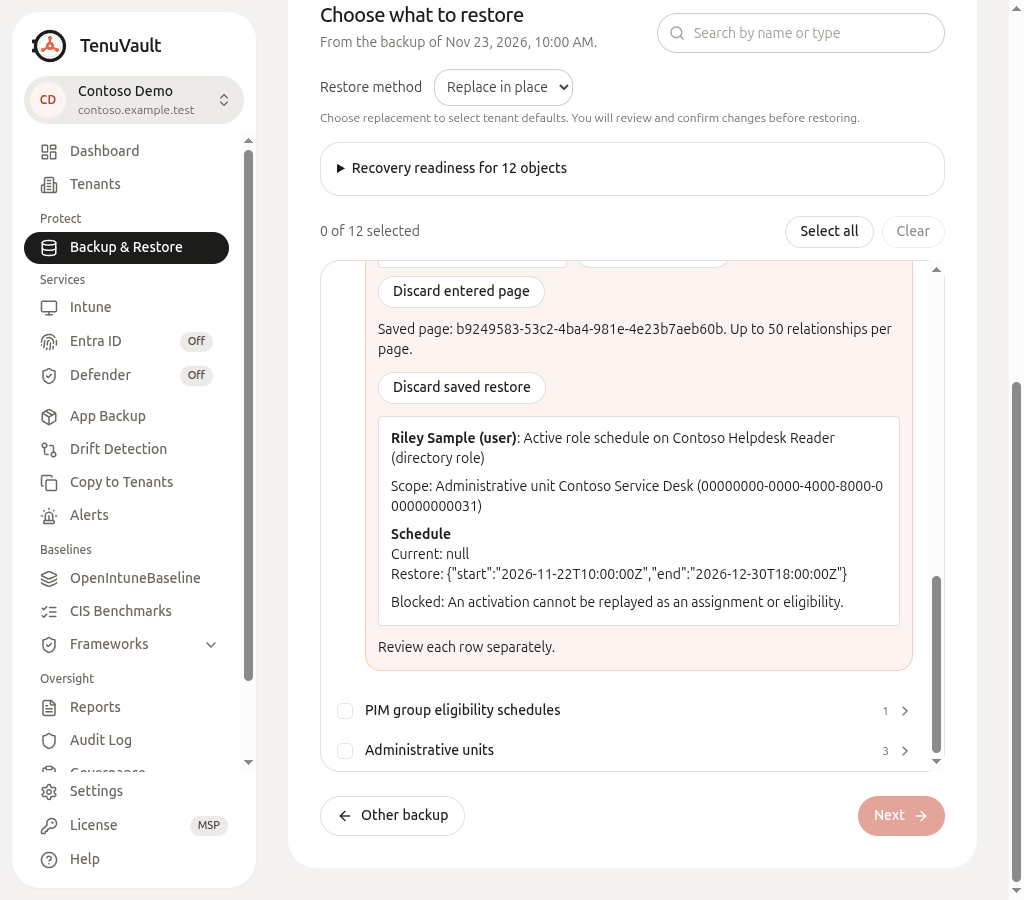 TenuVault
CD
Contoso Demo
contoso.example.test
Dashboard
Tenants
Protect
Backup & Restore
Services
Intune
Entra ID
Off
Defender
Off
App Backup
Drift Detection
Copy to Tenants
Alerts
Baselines
OpenIntuneBaseline
CIS Benchmarks
Frameworks
Oversight
Reports
Audit Log
Governance
Settings
License
MSP
Help
Choose what to restore
From the backup of Nov 23, 2026, 10:00 AM.
Search by name or type
Restore method
Replace in place
Choose replacement to select tenant defaults. You will review and confirm changes before restoring.
Recovery readiness for 12 objects
0 of 12 selected
Select all
Clear
Discard entered page
Saved page: b9249583-53c2-4ba4-981e-4e23b7aeb60b. Up to 50 relationships per
page.
Discard saved restore
Riley Sample (user): Active role schedule on Contoso Helpdesk Reader
(directory role)
Scope: Administrative unit Contoso Service Desk (00000000-0000-4000-8000-0
00000000031)
Schedule
Current: null
Restore: {"start":"2026-11-22T10:00:00Z","end":"2026-12-30T18:00:00Z"}
Blocked: An activation cannot be replayed as an assignment or eligibility.
Review each row separately.
PIM group eligibility schedules
1
Administrative units
3
Other backup
Next